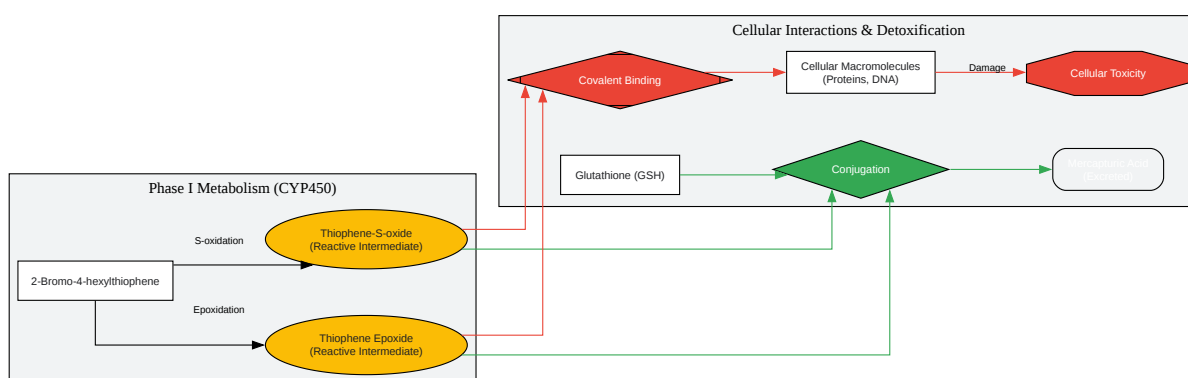 Cellular Interactions & Detoxification
Covalent Binding
Cellular Macromolecules
(Proteins, DNA)
Damage
Cellular Toxicity
Glutathione (GSH)
Conjugation
Mercapturic Acid
(Excreted)
Phase I Metabolism (CYP450)
2-Bromo-4-hexylthiophene
S-oxidation
Thiophene-S-oxide
(Reactive Intermediate)
Epoxidation
Thiophene Epoxide
(Reactive Intermediate)